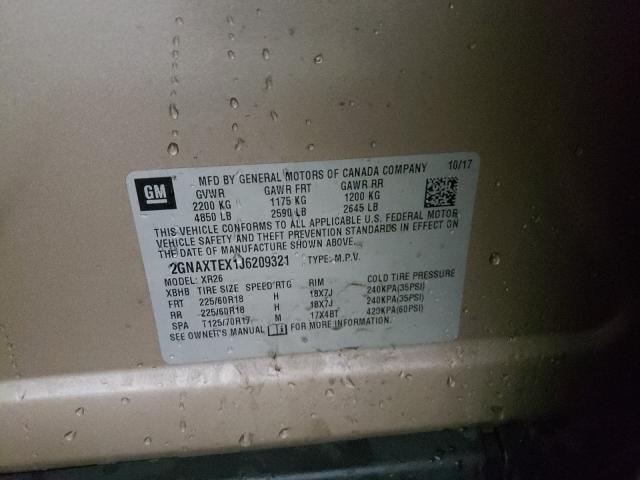 GM
MFD BY GENERAL MOTORS OF CANADA COMPANY 10/17
GVWR GAWR FRT GAWR RR
2200 KG 1175 KG 1200 KG
4850 LB 2590 LB 2645 LB
THIS VEHICLE CONFORMS TO ALL APPLICABLE U.S. FEDERAL MOTOR
VEHICLE SAFETY AND THEFT PREVENTION STANDARDS IN EFFECT ON
THE DATE OF MANUFACTURE SHOWN ABOVE.
2GNAXTEX1J6209321 TYPE: M.P.V.
MODEL: XR26
XBHB TIRE SIZE SPEED RTG RIM COLD TIRE PRESSURE
FRT 225/60R18 H 18X7J 240KPA(35PSI)
RR 225/60R18 H 18X7J 240KPA(35PSI)
SPA T125/70R17 M 17X4BT 420KPA(60PSI)
SEE OWNER'S MANUAL FOR MORE INFORMATION.